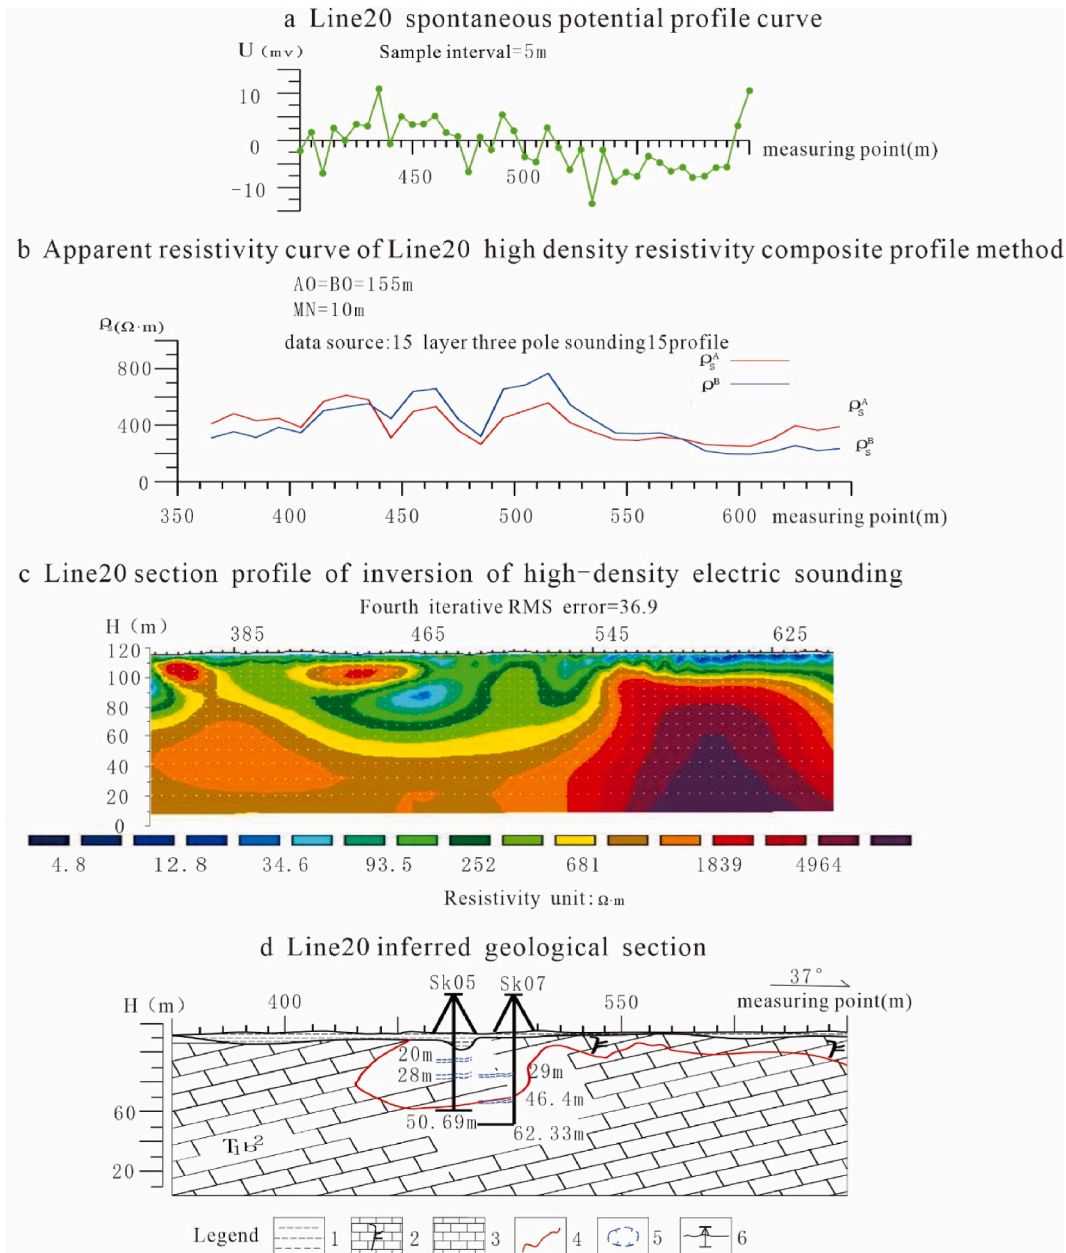 a Line20 spontaneous potential profile curve
U (mv)
Sample interval=5m
10
0
-10
450
500
measuring point(m)
b Apparent resistivity curve of Line20 high density resistivity composite profile method
AO=BO=155m
MN=10m
ρs(Ω·m)
data source:15 layer three pole sounding15profile
ρsA
ρB
800
400
0
ρsA
ρsB
350 400 450 500 550 600 measuring point(m)
c Line20 section profile of inversion of high-density electric sounding
Fourth iterative RMS error=36.9
H (m)
385 465 545 625
120
100
80
60
40
20
0
4.8 12.8 34.6 93.5 252 681 1839 4964
Resistivity unit:Ω·m
d Line20 inferred geological section
Sk05 Sk07
37°
H (m) 400 550 measuring point(m)
20m
28m 29m
60 46.4m
50.69m 62.33m
T1b2
20
F
F
Legend 1 F 2 3 4 5 6